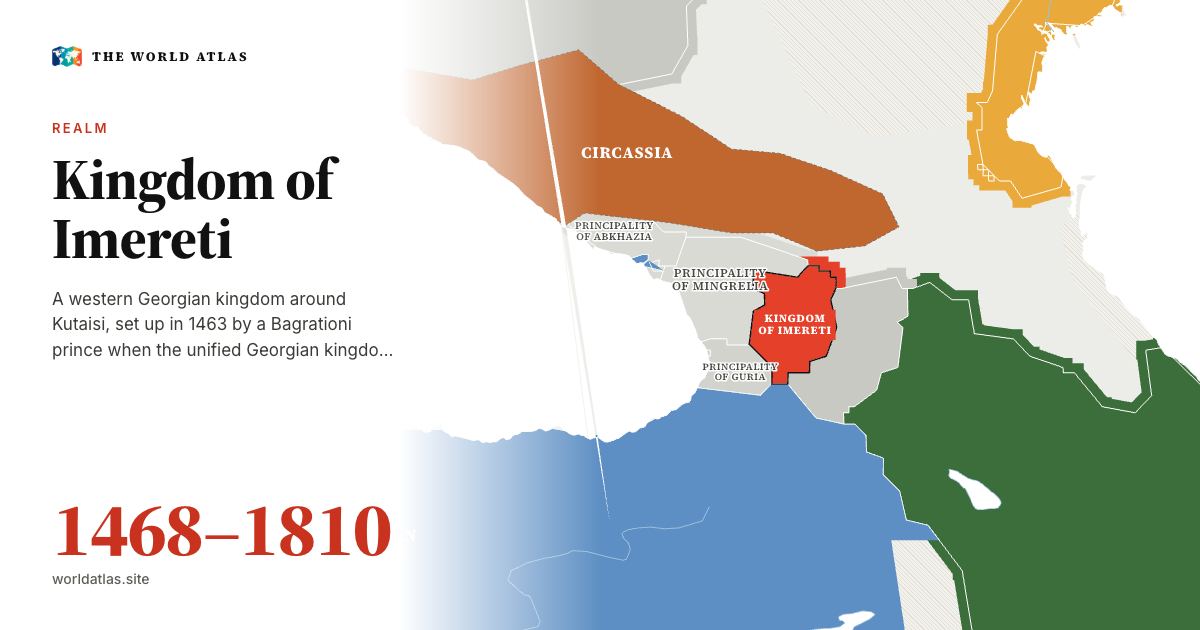 THE WORLD ATLAS
REALM
Kingdom of
Imereti
A western Georgian kingdom around
Kutaisi, set up in 1463 by a Bagrationi
prince when the unified Georgian kingdo...
1468–1810
worldatlas.site
CIRCASSIA
PRINCIPALITY
OF ABKHAZIA
PRINCIPALITY
OF MINGRELIA
KINGDOM
OF IMERETI
PRINCIPALITY
OF GURIA